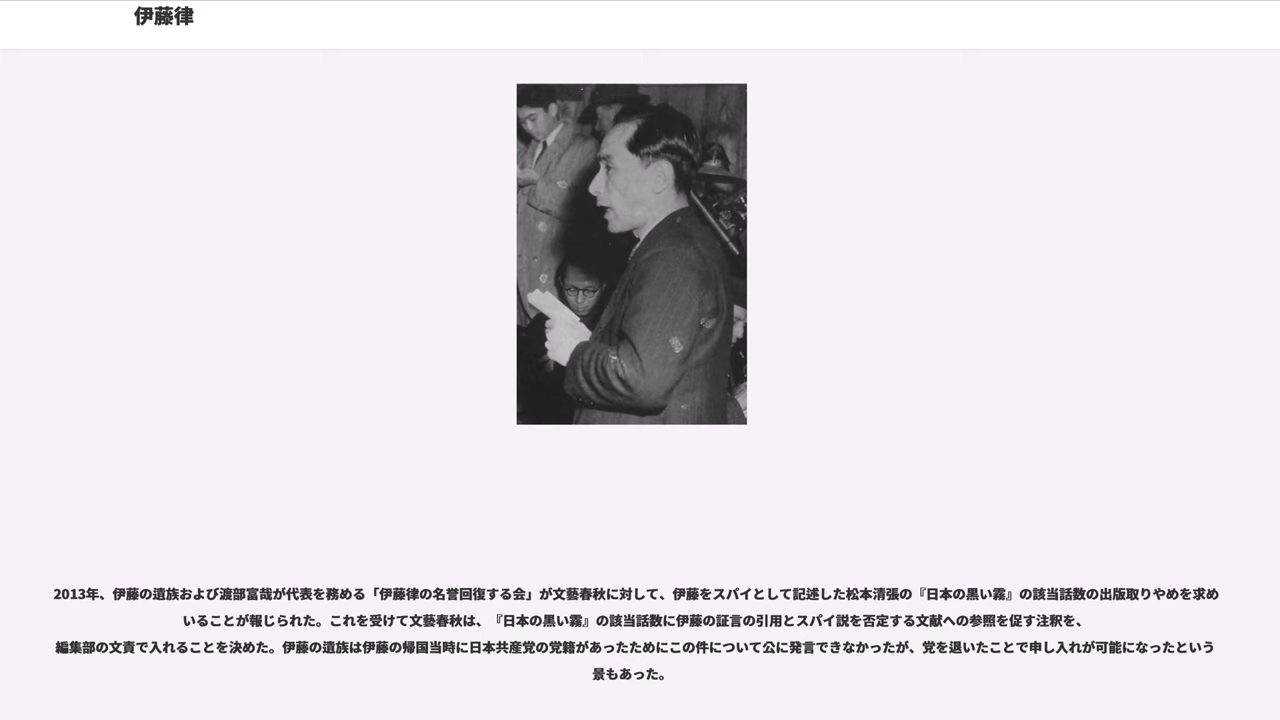 伊藤律
2013年、伊藤の遺族および渡部富哉が代表を務める「伊藤律の名誉回復する会」が文藝春秋に対して、伊藤をスパイとして記述した松本清張の『日本の黒い霧』の該当話数の出版取りやめを求め
いることが報じられた。これを受けて文藝春秋は、『日本の黒い霧』の該当話数に伊藤の証言の引用とスパイ説を否定する文献への参照を促す注釈を、
編集部の文責で入れることを決めた。伊藤の遺族は伊藤の帰国当時に日本共産党の党籍があったためにこの件について公に発言できなかったが、党を退いたことで申し入れが可能になったという
景もあった。